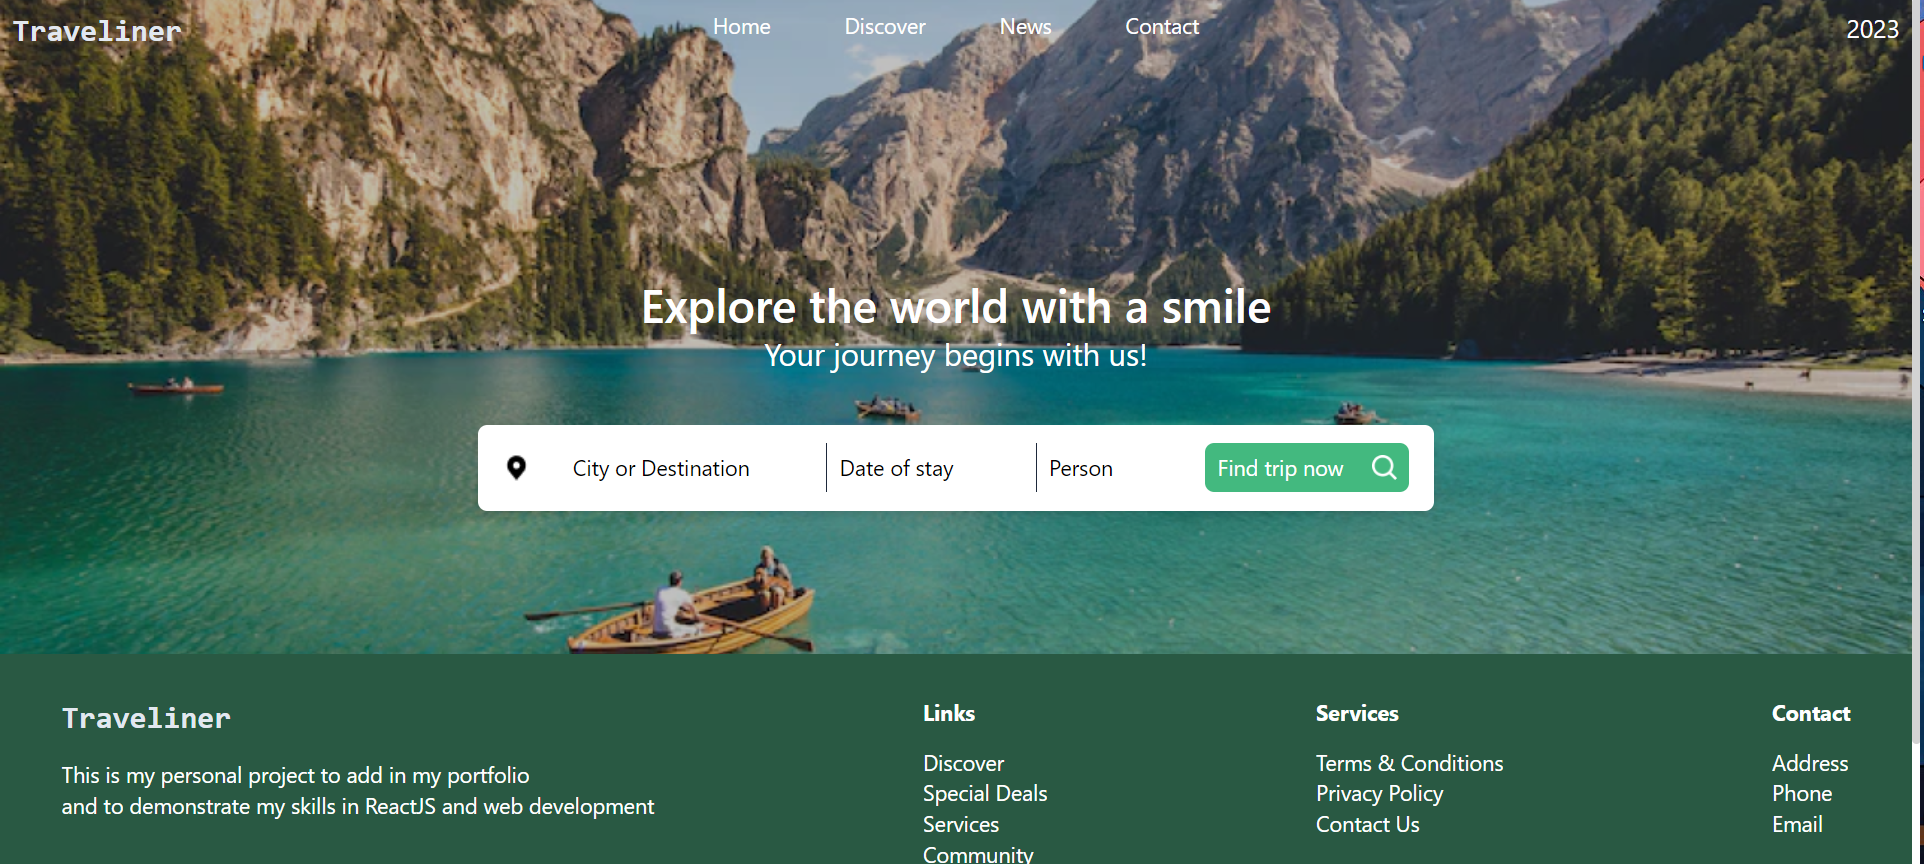 Traveliner
Home Discover News Contact
2023
Explore the world with a smile
Your journey begins with us!
City or Destination Date of stay Person Find trip now
Traveliner
This is my personal project to add in my portfolio
and to demonstrate my skills in ReactJS and web development
Links
Discover
Special Deals
Services
Community
Services
Terms & Conditions
Privacy Policy
Contact Us
Contact
Address
Phone
Email